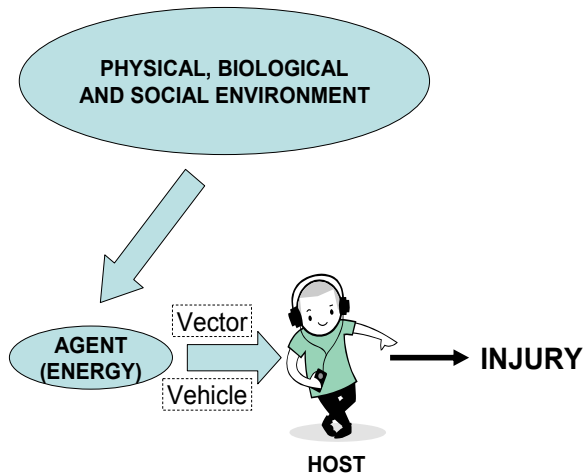 PHYSICAL, BIOLOGICAL
AND SOCIAL ENVIRONMENT
Vector
AGENT
(ENERGY)
Vehicle
INJURY
HOST